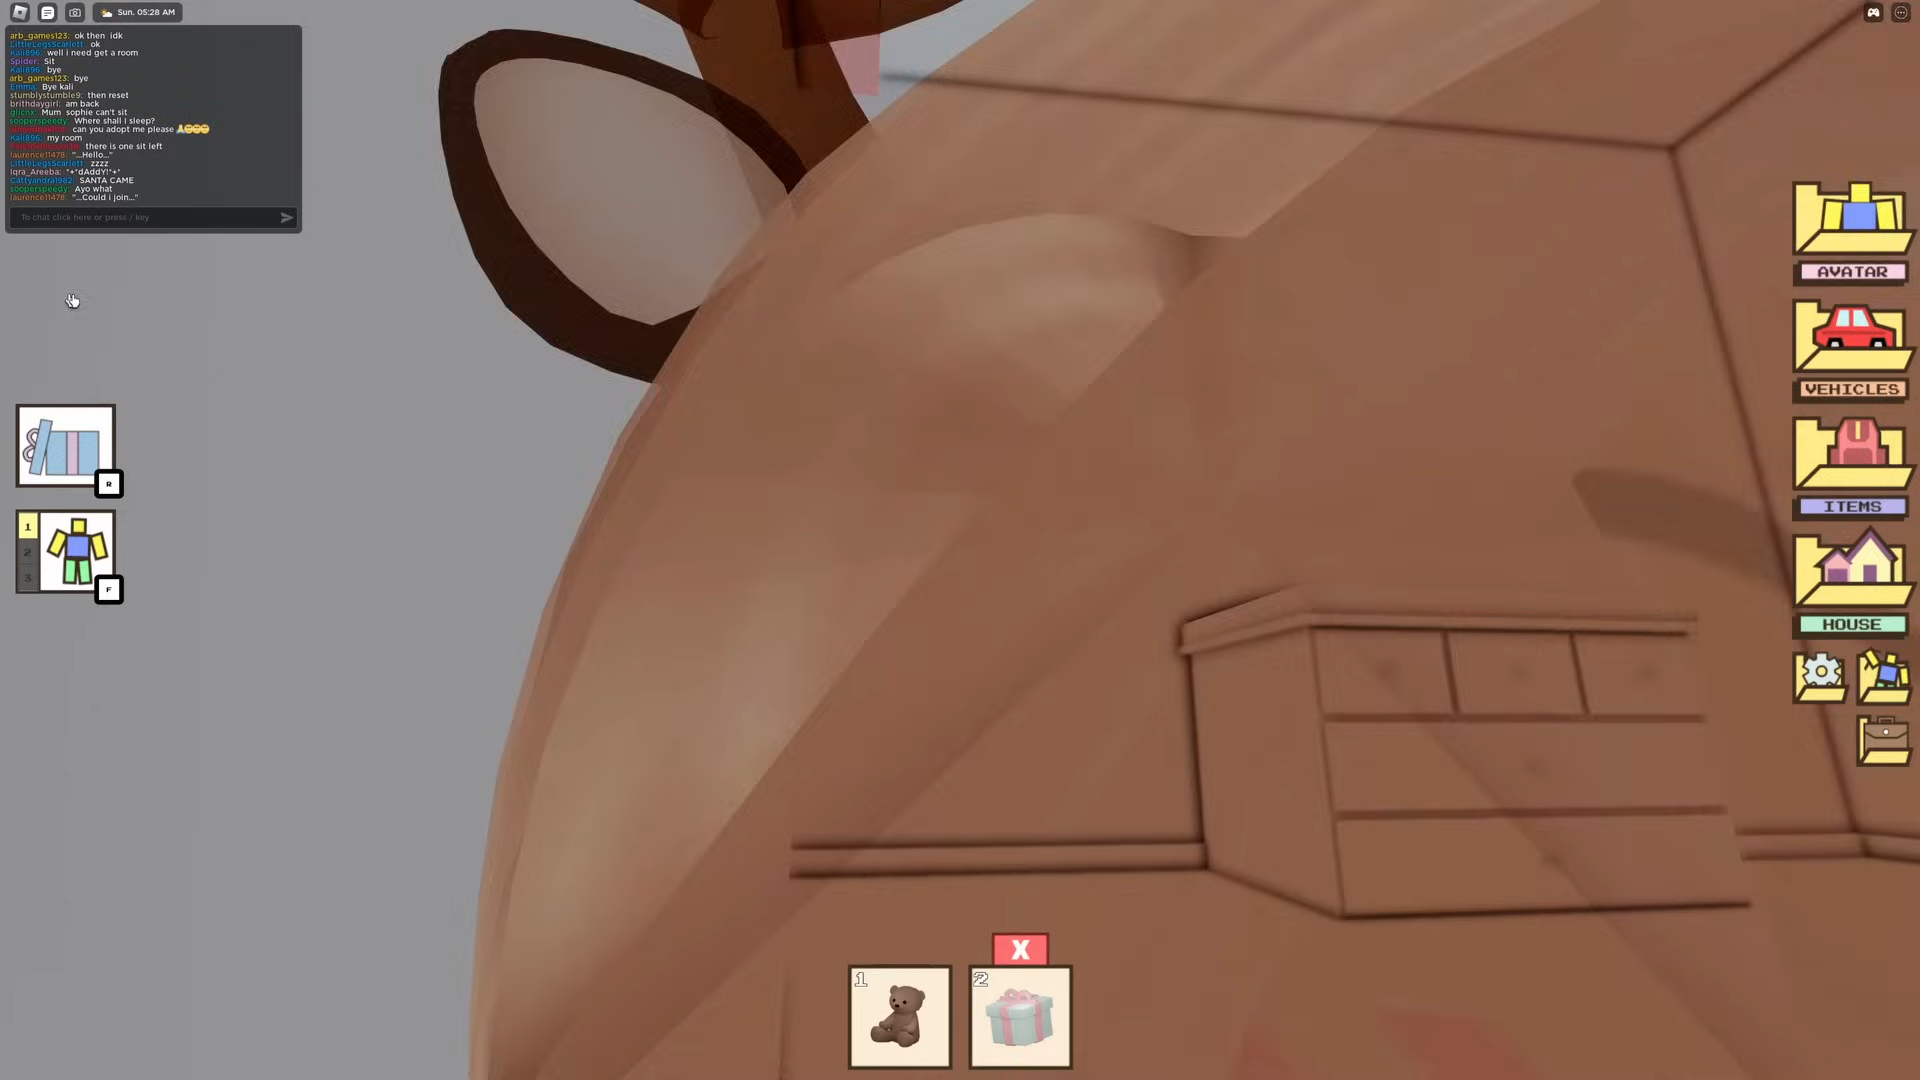 Sun. 05:28 AM
arb_games123: ok then idk
LittleLegsScarlett: ok
Kali896: well i need get a room
Spider: Sit
Kali896: bye
arb_games123: bye
Emma: Bye kali
stumblystumble9: then reset
brithdaygirl: am back
glicnx: Mum sophie can't sit
sooperspeedy: Where shall I sleep?
can you adopt me please 🙏😊😊😊
Kali896: my room
there is one sit left
laurence11478: "...Hello..."
LittleLegsScarlett: zzzz
Iqra_Areeba: "+"dAddY!"+"
Cattyandra1982: SANTA CAME
sooperspeedy: Ayo what
laurence11478: "...Could i join..."
To chat click here or press / key
R
1
2
3
F
AVATAR
VEHICLES
ITEMS
HOUSE
X
1
2